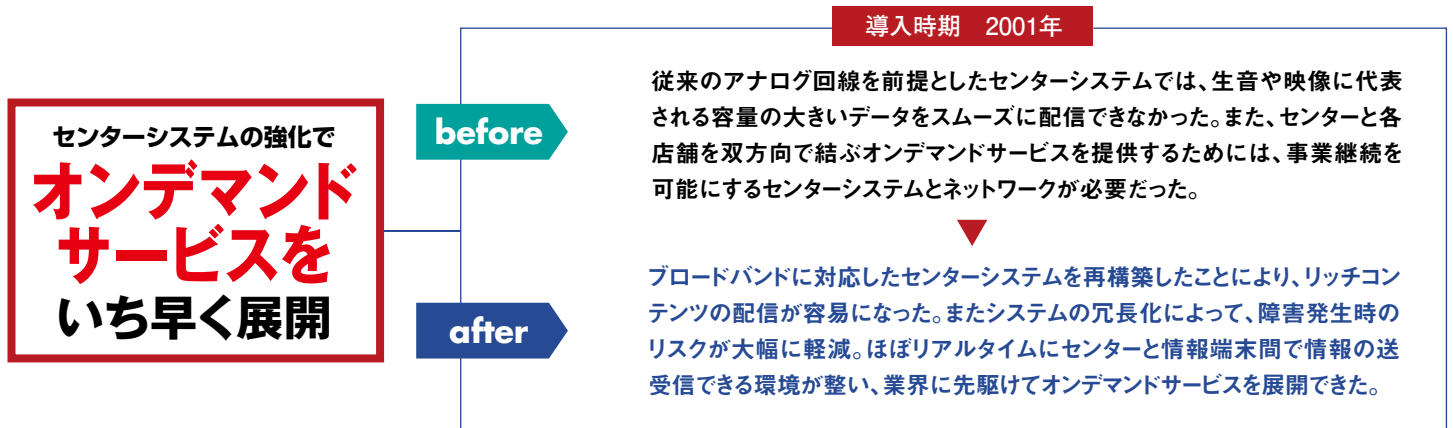 導入時期　2001年
センターシステムの強化で
オンデマンド
サービスを
いち早く展開
before
従来のアナログ回線を前提としたセンターシステムでは、生音や映像に代表
される容量の大きいデータをスムーズに配信できなかった。また、センターと各
店舗を双方向で結ぶオンデマンドサービスを提供するためには、事業継続を
可能にするセンターシステムとネットワークが必要だった。
after
ブロードバンドに対応したセンターシステムを再構築したことにより、リッチコン
テンツの配信が容易になった。またシステムの冗長化によって、障害発生時の
リスクが大幅に軽減。ほぼリアルタイムにセンターと情報端末間で情報の送
受信できる環境が整い、業界に先駆けてオンデマンドサービスを展開できた。